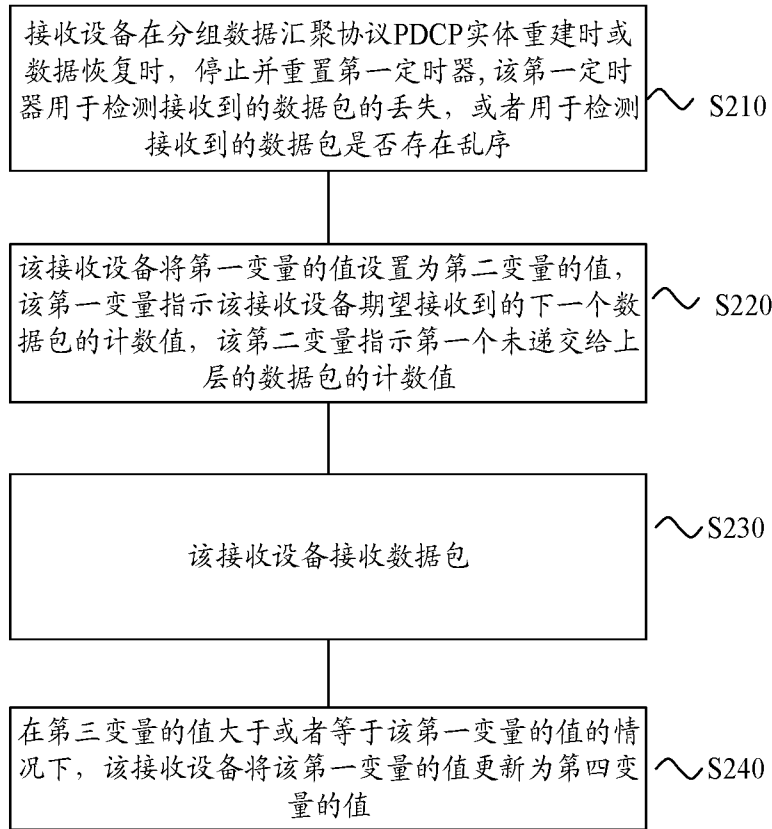 接收设备在分组数据汇聚协议PDCP实体重建时或
数据恢复时，停止并重置第一定时器,该第一定时
器用于检测接收到的数据包的丢失，或者用于检测
接收到的数据包是否存在乱序
S210
该接收设备将第一变量的值设置为第二变量的值，
该第一变量指示该接收设备期望接收到的下一个数
据包的计数值，该第二变量指示第一个未递交给上
层的数据包的计数值
S220
该接收设备接收数据包
S230
在第三变量的值大于或者等于该第一变量的值的情
况下，该接收设备将该第一变量的值更新为第四变
量的值
S240